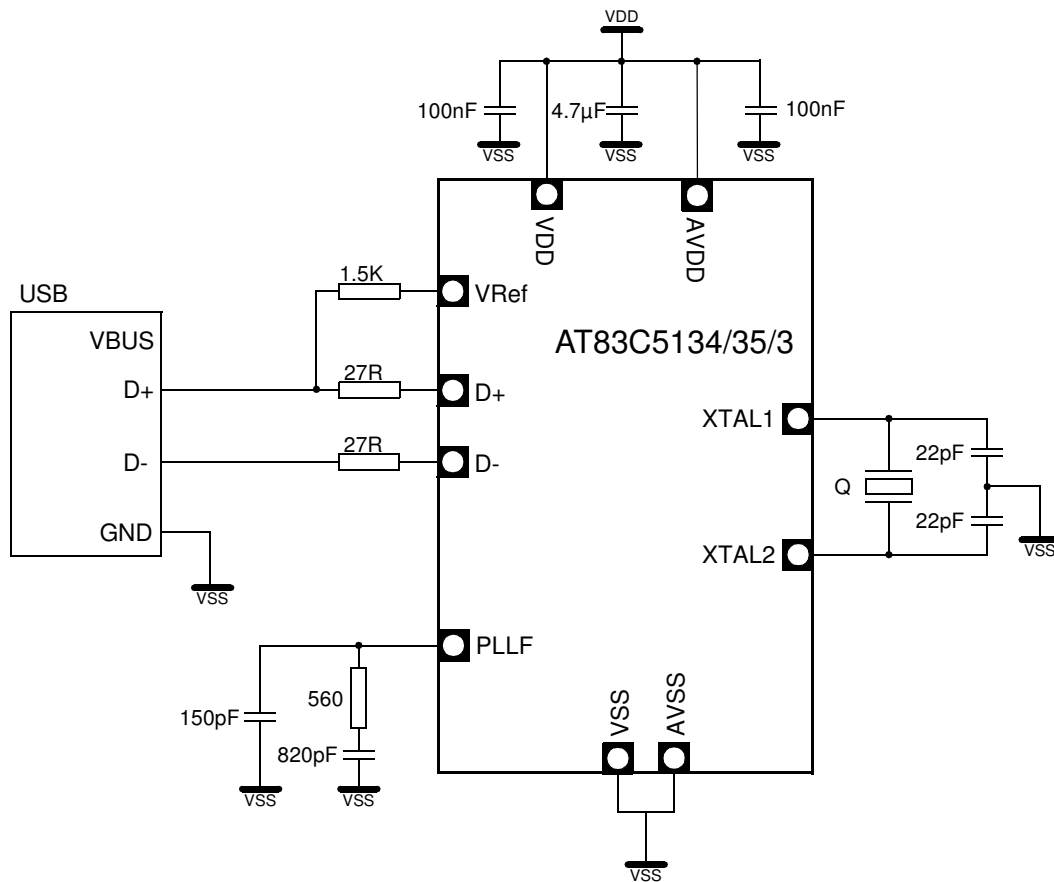 VDD
100nF
4.7µF
100nF
VSS
VSS
VSS
VDD
AVDD
1.5K
VRef
USB
VBUS
AT83C5134/35/3
27R
D+
D+
XTAL1
27R
D-
D-
22pF
Q
GND
22pF
XTAL2
VSS
VSS
PLLF
560
VSS
AVSS
150pF
820pF
VSS
VSS
VSS